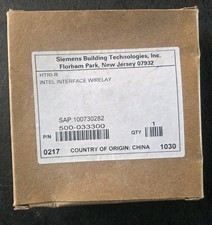 Siemens Building Technologies, Inc.
Florham Park, New Jersey 07932
HTRI-R
INTEL INTERFACE W/RELAY
SAP:100730282
500-033300
P/N
QTY
1
0217 COUNTRY OF ORIGIN: CHINA 1030